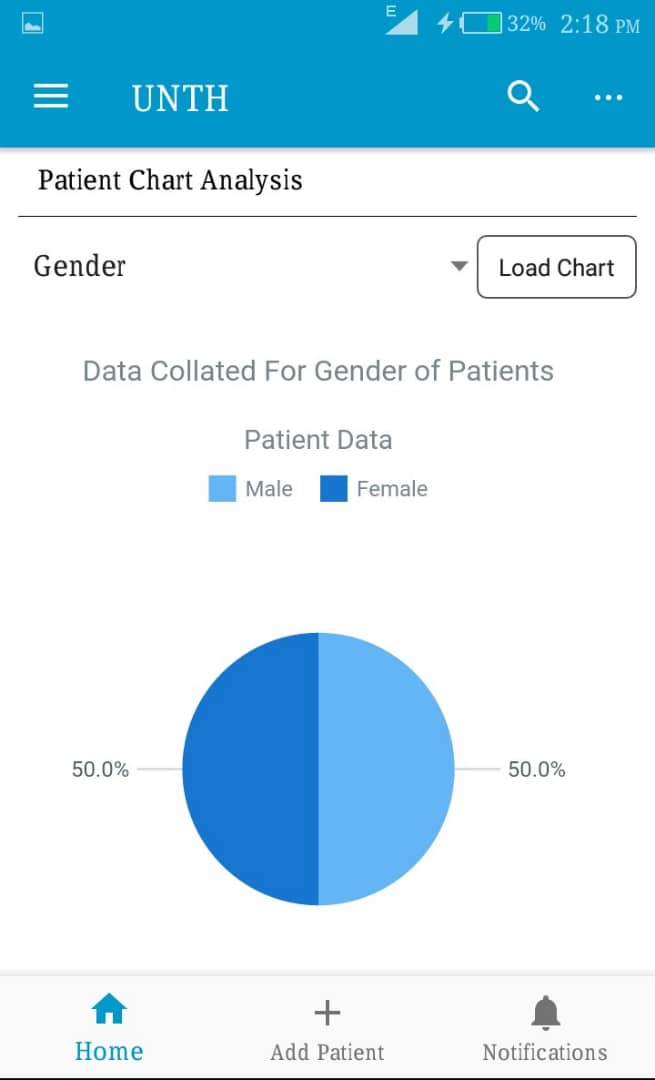 E
32% 2:18 PM
UNTH
Patient Chart Analysis
Gender
Load Chart
Data Collated For Gender of Patients
Patient Data
Male Female
50.0% 50.0%
Home Add Patient Notifications